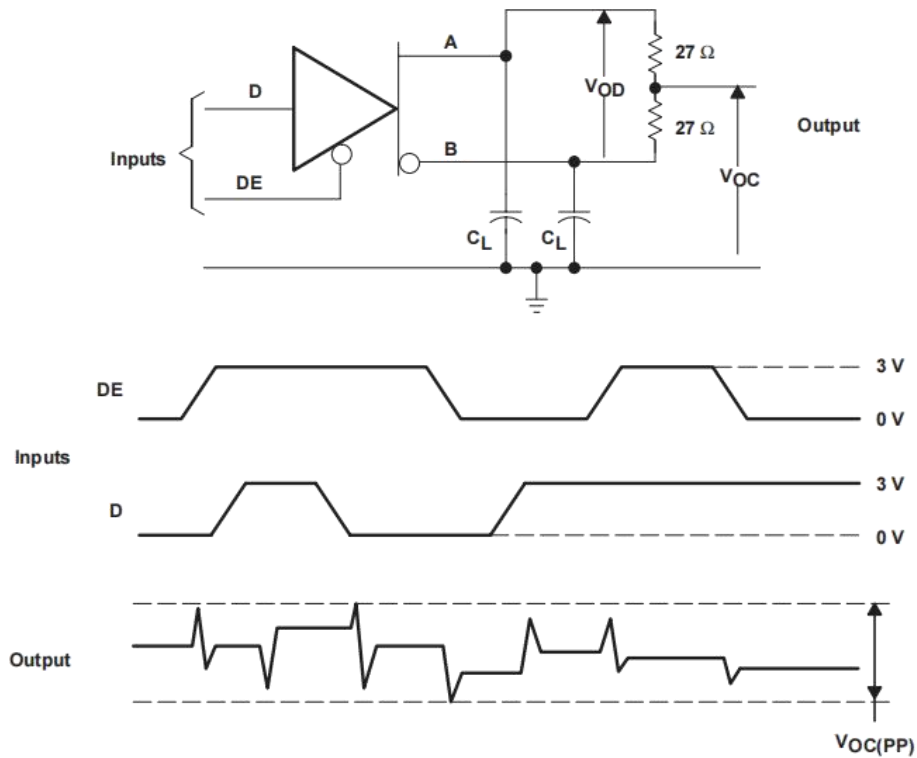 A
27 Ω
D
VOD
27 Ω
Output
Inputs
B
DE
VOC
CL
CL
DE
3 V
0 V
Inputs
D
3 V
0 V
Output
VOC(PP)